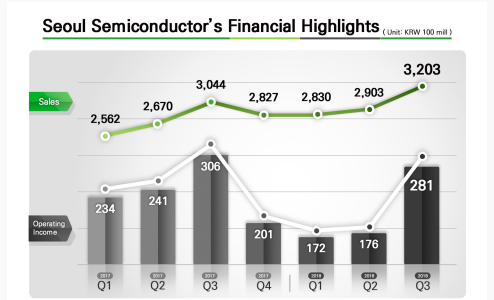 Seoul Semiconductor's Financial Highlights ( Unit: KRW 100 mill )
Sales
2,562 2,670 3,044 2,827 2,830 2,903 3,203
Operating
Income
234 241 306 201 172 176 281
2017 2017 2017 2017 2018 2018 2018
Q1 Q2 Q3 Q4 Q1 Q2 Q3